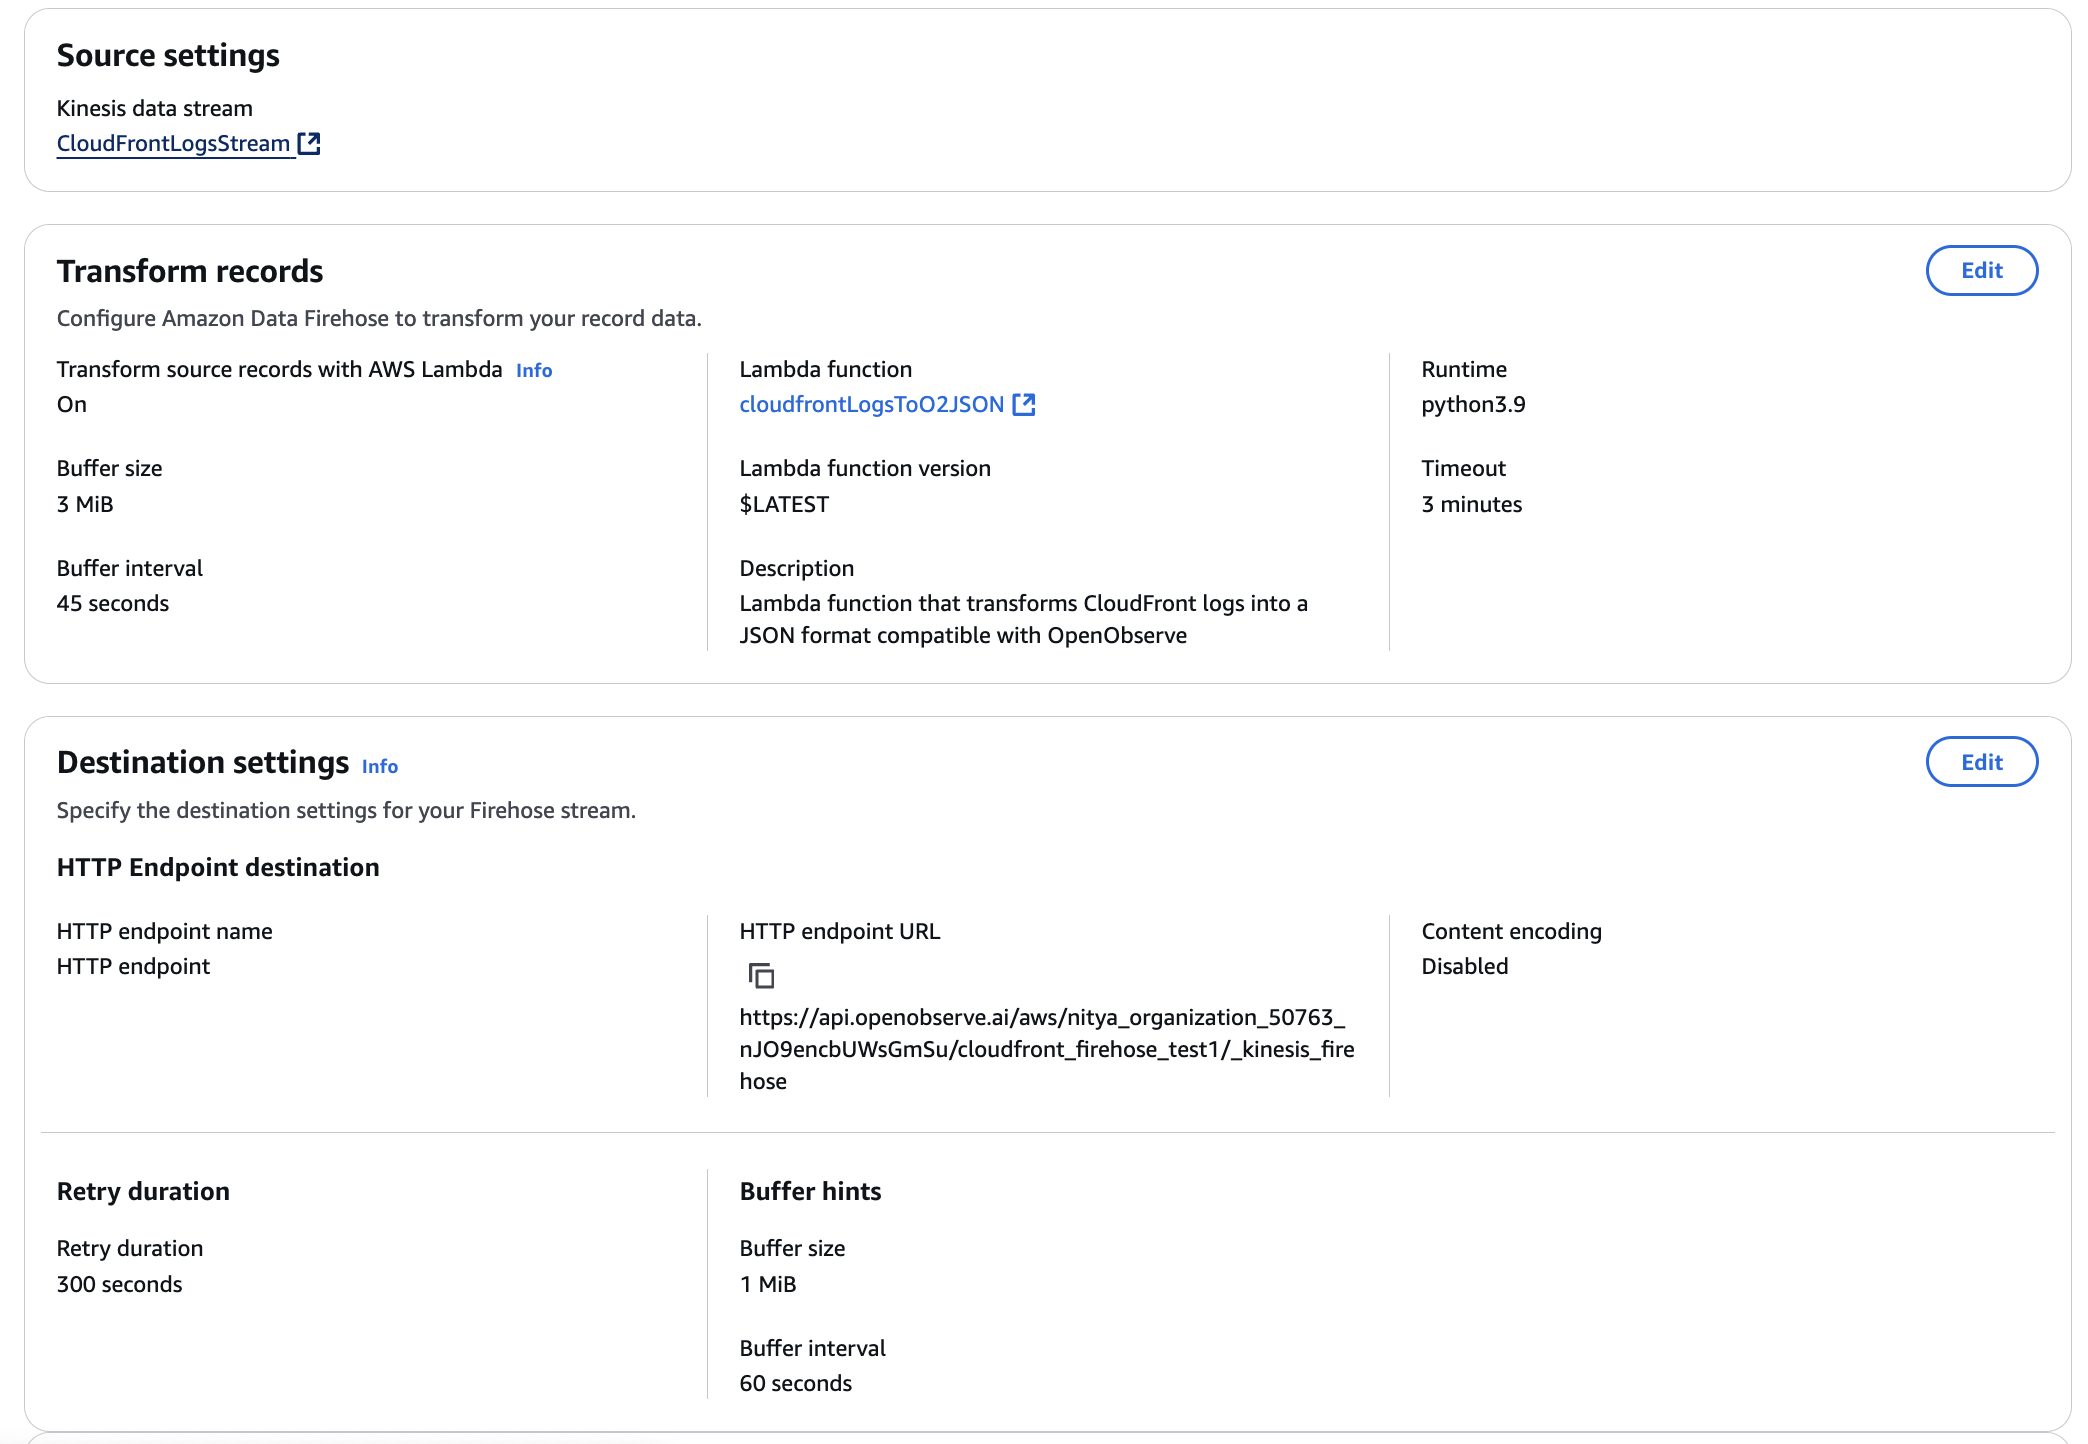 Source settings
Kinesis data stream
CloudFrontLogsStream
Transform records
Edit
Configure Amazon Data Firehose to transform your record data.
Transform source records with AWS Lambda Info
On
Buffer size
3 MiB
Buffer interval
45 seconds
Lambda function
cloudfrontLogsToO2JSON
Lambda function version
$LATEST
Description
Lambda function that transforms CloudFront logs into a
JSON format compatible with OpenObserve
Runtime
python3.9
Timeout
3 minutes
Destination settings Info
Edit
Specify the destination settings for your Firehose stream.
HTTP Endpoint destination
HTTP endpoint name
HTTP endpoint
HTTP endpoint URL
https://api.openobserve.ai/aws/nitya_organization_50763_
nJO9encbUWsGmSu/cloudfront_firehose_test1/_kinesis_fire
hose
Content encoding
Disabled
Retry duration
Retry duration
300 seconds
Buffer hints
Buffer size
1 MiB
Buffer interval
60 seconds